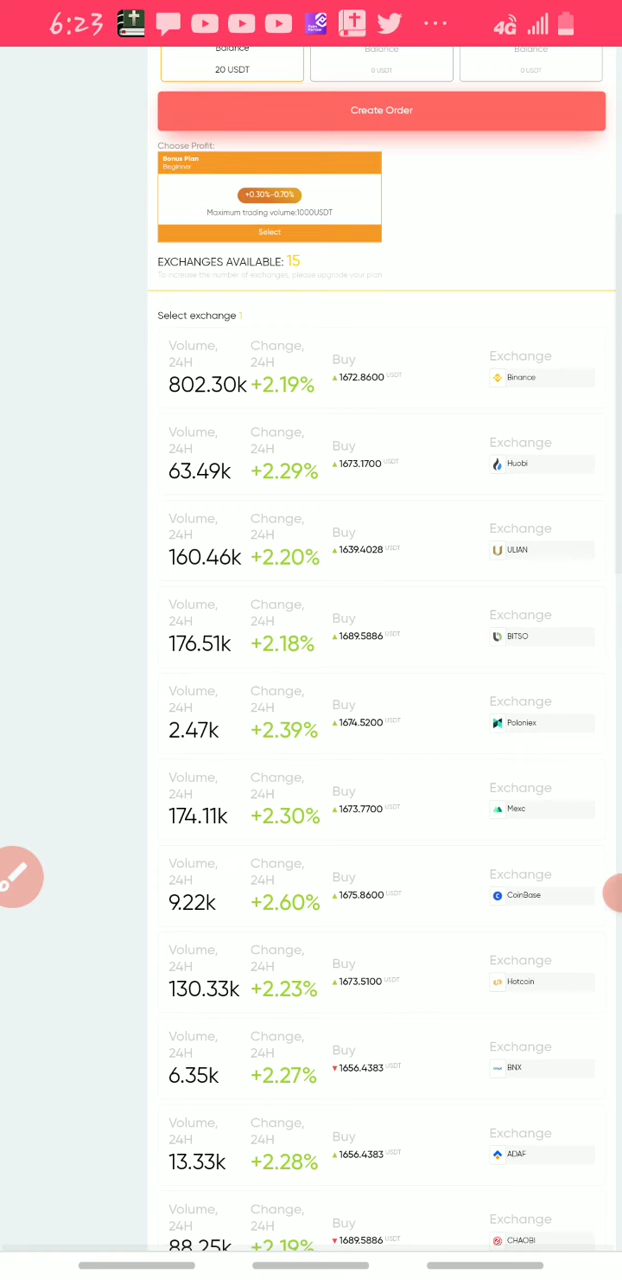 6:23
4G
Balance
Balance
Balance
20 USDT
0 USDT
0 USDT
Create Order
Choose Profit:
Bonus Plan
Beginner
+0.30%-0.70%
Maximum trading volume:1000USDT
Select
EXCHANGES AVAILABLE: 15
To increase the number of exchanges, please upgrade your plan
Select exchange 1
Volume, 24H
Change, 24H
Buy
Exchange
802.30k
+2.19%
1672.8600 USDT
Binance
Volume, 24H
Change, 24H
Buy
Exchange
63.49k
+2.29%
1673.1700 USDT
Huobi
Volume, 24H
Change, 24H
Buy
Exchange
160.46k
+2.20%
1639.4028 USDT
ULIAN
Volume, 24H
Change, 24H
Buy
Exchange
176.51k
+2.18%
1689.5886 USDT
BITSO
Volume, 24H
Change, 24H
Buy
Exchange
2.47k
+2.39%
1674.5200 USDT
Poloniex
Volume, 24H
Change, 24H
Buy
Exchange
174.11k
+2.30%
1673.7700 USDT
Mexc
Volume, 24H
Change, 24H
Buy
Exchange
9.22k
+2.60%
1675.8600 USDT
CoinBase
Volume, 24H
Change, 24H
Buy
Exchange
130.33k
+2.23%
1673.5100 USDT
Hotcoin
Volume, 24H
Change, 24H
Buy
Exchange
6.35k
+2.27%
1656.4383 USDT
BNX
Volume, 24H
Change, 24H
Buy
Exchange
13.33k
+2.28%
1656.4383 USDT
ADAF
Volume, 24H
Change, 24H
Buy
Exchange
88.25k
+2.19%
1689.5886 USDT
CHAOBI